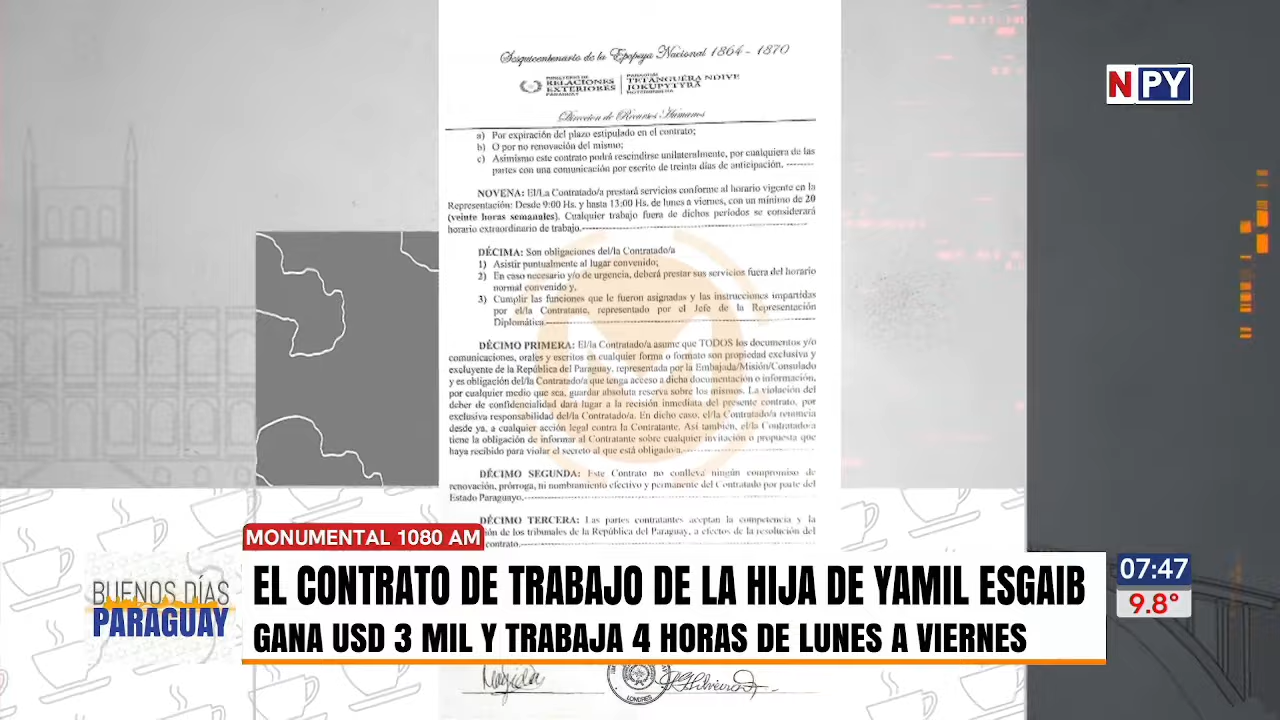 Sesquicentenario de la Epopeya Nacional 1864 - 1870
MINISTERIO DE
RELACIONES
EXTERIORES
PARAGUAY
PARAGUAI
TETANGUÉRA NDIVE
JOKUPYTYRÃ
MOTENONDEHA
Direccion de Recursos Humanos
a) Por expiración del plazo estipulado en el contrato;
b) O por no renovación del mismo;
c) Asimismo este contrato podrá rescindirse unilateralmente, por cualquiera de las
partes con una comunicación por escrito de treinta días de anticipación.
NOVENA: El/La Contratado/a prestará servicios conforme al horario vigente en la
Representación: Desde 9:00 Hs. y hasta 13:00 Hs. de lunes a viernes, con un mínimo de 20
(veinte horas semanales). Cualquier trabajo fuera de dichos períodos se considerará
horario extraordinario de trabajo.
DÉCIMA: Son obligaciones del/la Contratado/a
1) Asistir puntualmente al lugar convenido;
2) En caso necesario y/o de urgencia, deberá prestar sus servicios fuera del horario
normal convenido y,
3) Cumplir las funciones que le fueron asignadas y las instrucciones impartidas
por el/la Contratante, representado por el Jefe de la Representación
Diplomática.
DÉCIMO PRIMERA: El/la Contratado/a asume que TODOS los documentos y/o
comunicaciones, orales y escritos en cualquier forma o formato son propiedad exclusiva y
excluyente de la República del Paraguay, representada por la Embajada/Misión/Consulado
y es obligación del/la Contratado/a que tenga acceso a dicha documentación o información,
por cualquier medio que sea, guardar absoluta reserva sobre los mismos. La violación del
deber de confidencialidad dará lugar a la recisión inmediata del presente contrato, por
exclusiva responsabilidad del/la Contratado/a. En dicho caso, el/la Contratado/a renuncia
desde ya, a cualquier acción legal contra la Contratante. Así también, el/la Contratado/a
tiene la obligación de informar al Contratante sobre cualquier invitación o propuesta que
haya recibido para violar el secreto al que está obligado/a.
DÉCIMO SEGUNDA: Este Contrato no conlleva ningún compromiso de
renovación, prórroga, ni nombramiento efectivo y permanente del Contratado por parte del
Estado Paraguayo.
DÉCIMO TERCERA: Las partes contratantes aceptan la competencia y la
ión de los tribunales de la República del Paraguay, a efectos de la resolución del
contrato.
NPY
MONUMENTAL 1080 AM
BUENOS DÍAS
PARAGUAY
EL CONTRATO DE TRABAJO DE LA HIJA DE YAMIL ESGAIB
GANA USD 3 MIL Y TRABAJA 4 HORAS DE LUNES A VIERNES
07:47
9.8°
LONDRES